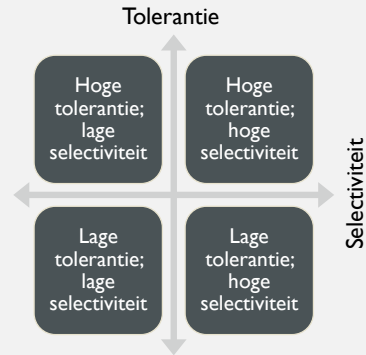 Tolerantie
Hoge
tolerantie;
lage
selectiviteit
Hoge
tolerantie;
hoge
selectiviteit
Selectiviteit
Lage
tolerantie;
lage
selectiviteit
Lage
tolerantie;
hoge
selectiviteit